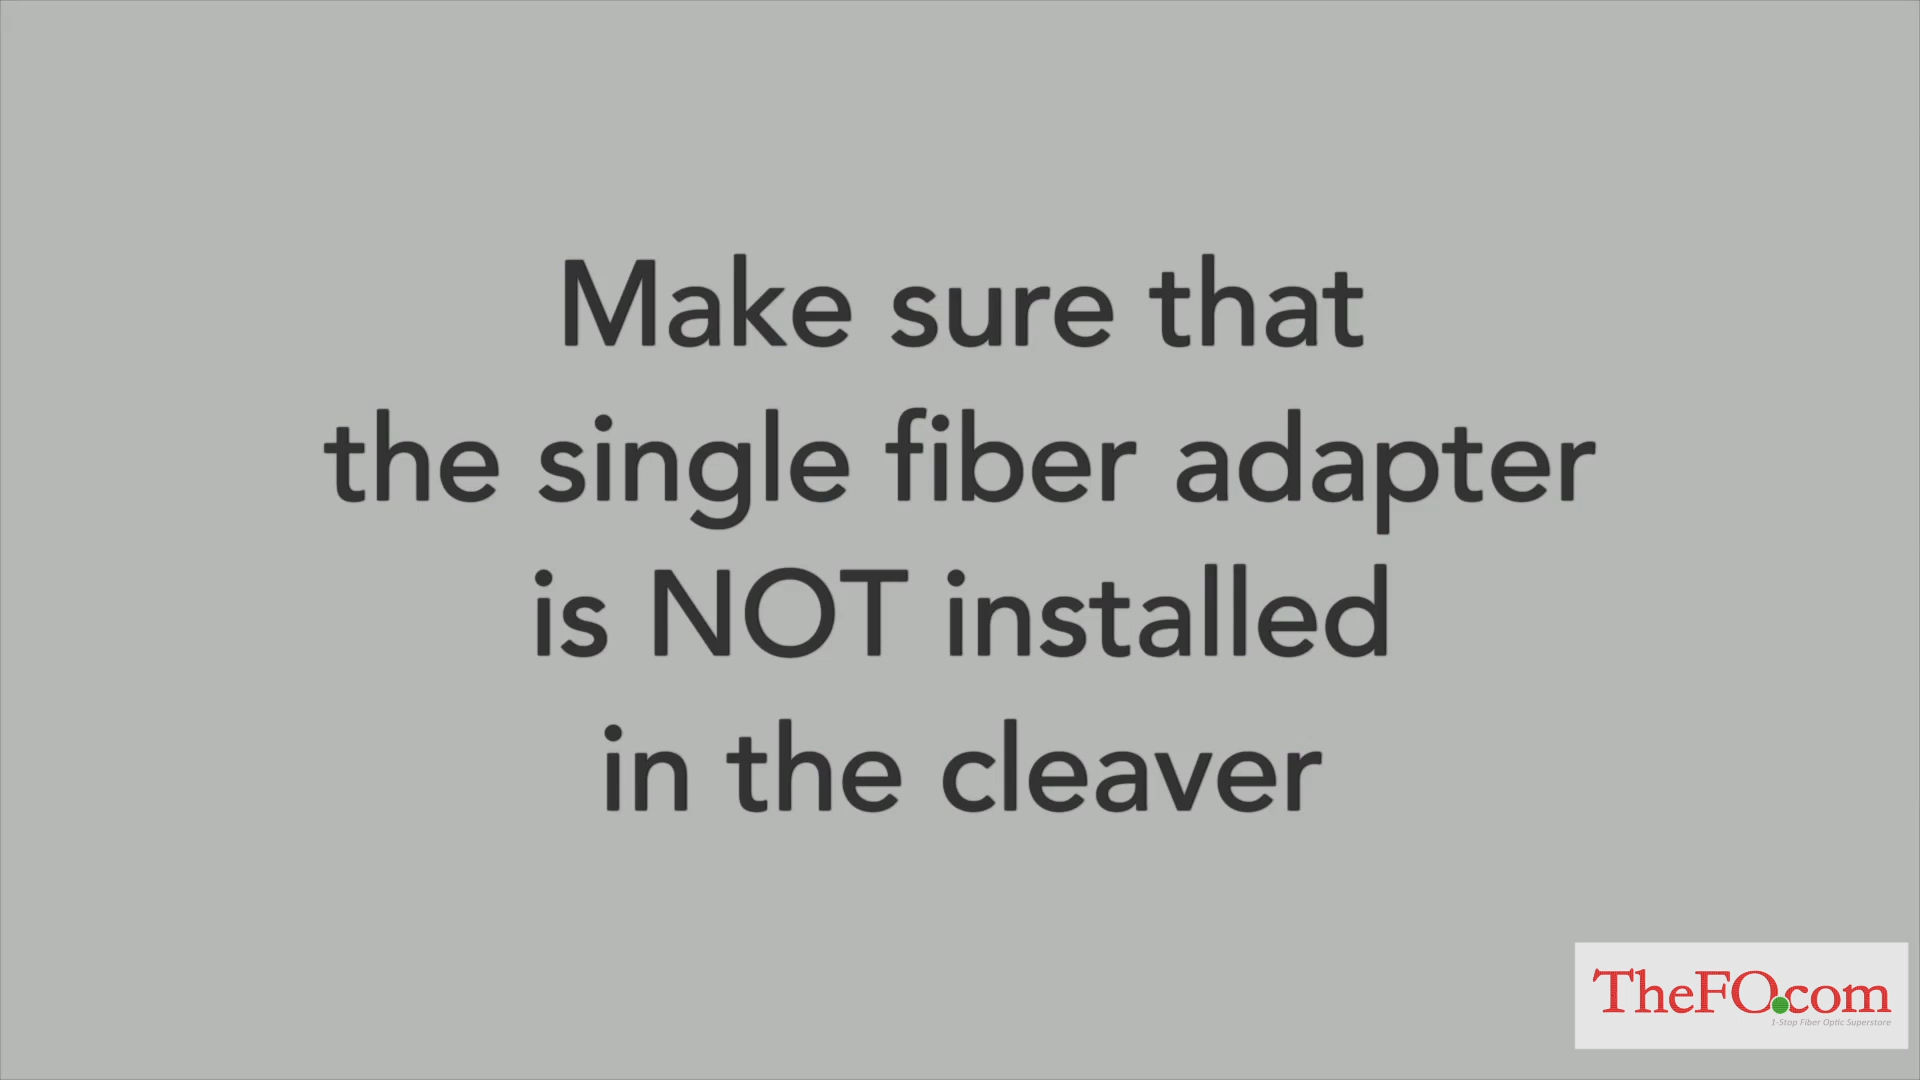 Make sure that
the single fiber adapter
is NOT installed
in the cleaver
TheFO.com
1-Stop Fiber Optic Superstore